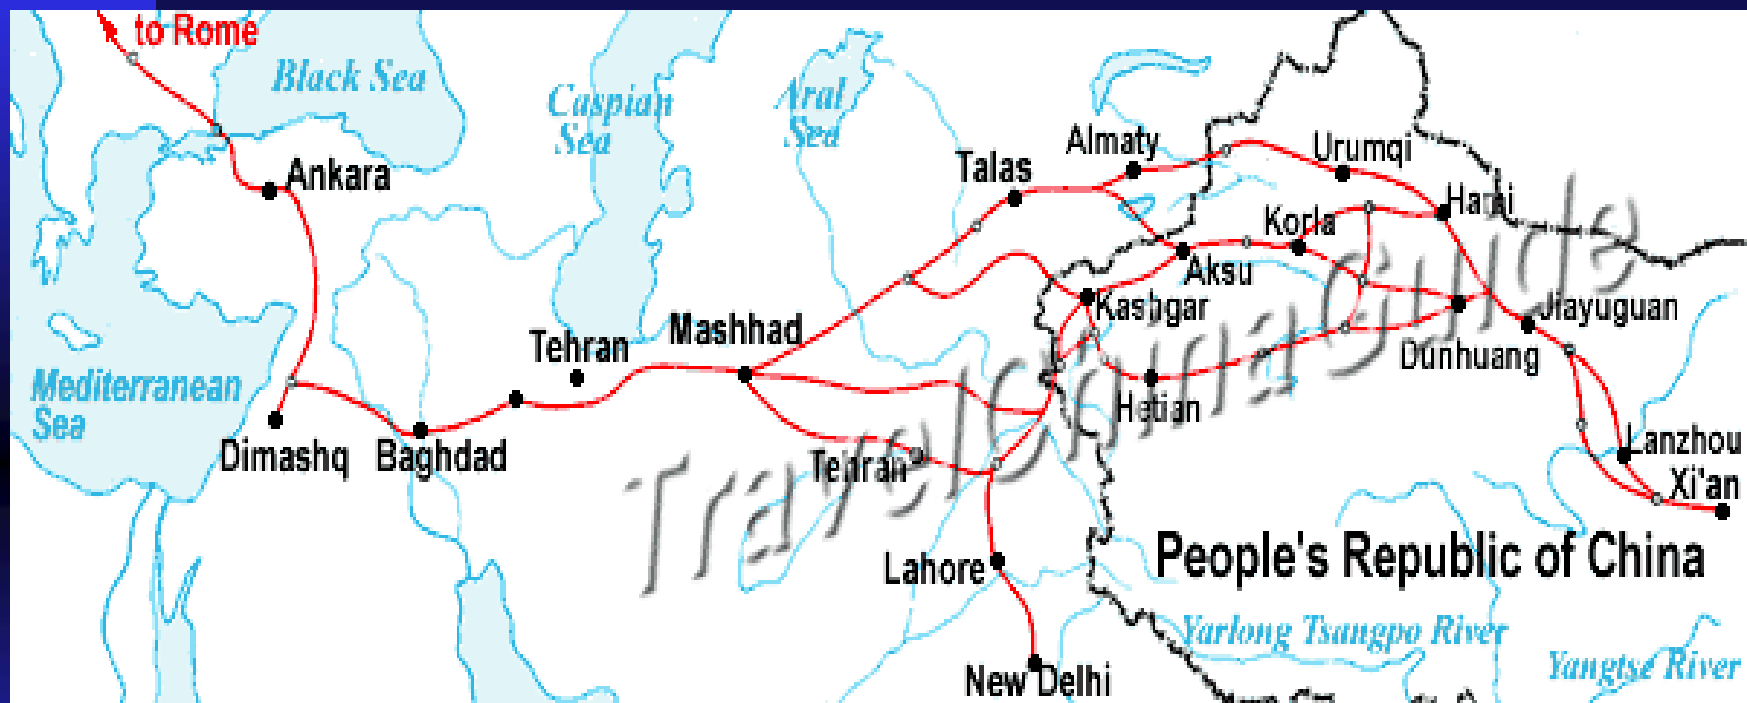 to Rome
Black Sea
Caspian
Sea
Aral
Sea
Ankara
Talas
Almaty
Urumqi
Hami
Korla
Aksu
Kashgar
Jiayuguan
Dunhuang
Hetian
Tehran
Mashhad
Mediterranean
Sea
Dimashq
Baghdad
Tehran
Lanzhou
Xi'an
TravelChinaGuide
Lahore
People's Republic of China
New Delhi
Yarlong Tsangpo River
Yangtse River